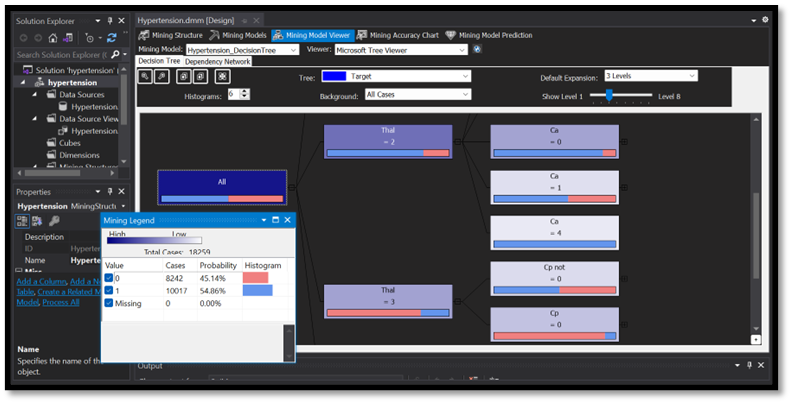 Solution Explorer
Search Solution Explorer (C
Solution 'hypertension' (
hypertension
Data Sources
Hypertension.
Data Source View
Hypertension.
Cubes
Dimensions
Mining Structures
Properties
Hypertension MiningStruct
Description
ID Hyperte
Name Hyperte
Misc
Add a Column, Add a N
Table, Create a Related M
Model, Process All
Name
Specifies the name of the
object.
Hypertension.dmm [Design]
Mining Structure Mining Models Mining Model Viewer Mining Accuracy Chart Mining Model Prediction
Mining Model: Hypertension_DecisionTree Viewer: Microsoft Tree Viewer
Decision Tree Dependency Network
Tree: Target Default Expansion: 3 Levels
Histograms: 6 Background: All Cases Show Level 1 Level 8
All
Thal
= 2
Thal
= 3
Ca
= 0
Ca
= 1
Ca
= 4
Cp not
= 0
Cp
= 0
Mining Legend
High Low
Total Cases: 18259
Value Cases Probability Histogram
0 8242 45.14%
1 10017 54.86%
Missing 0 0.00%
Output